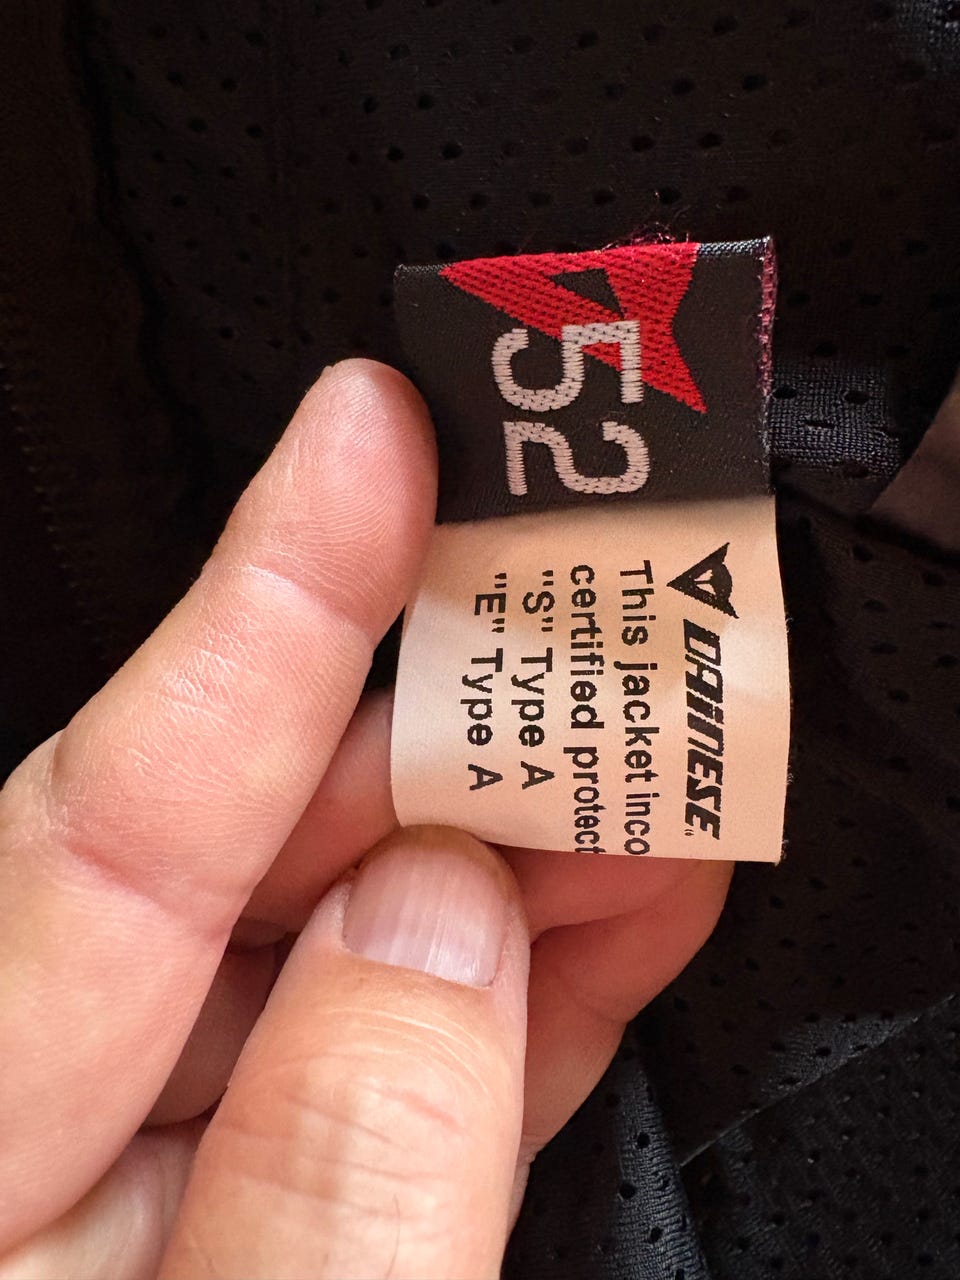 52
DAINESE
This jacket inco
certified protect
"S" Type A
"E" Type A